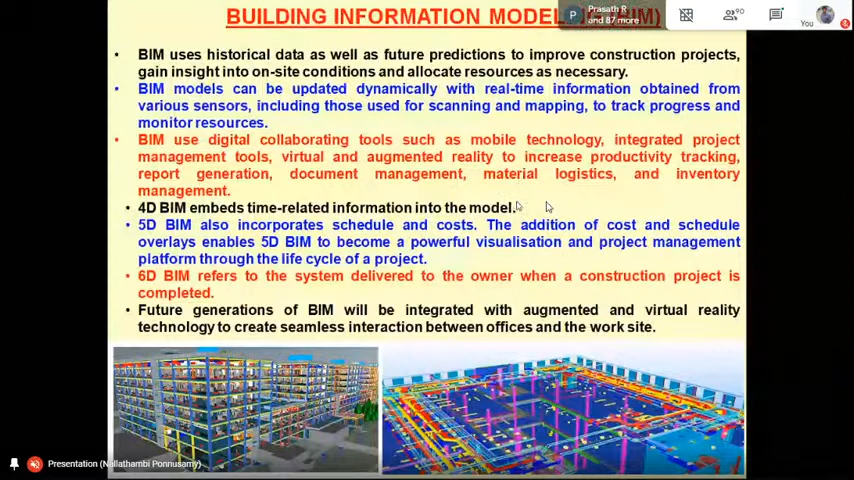 BUILDING INFORMATION MODEL
Prasath R
and 87 more
P
90
You
• BIM uses historical data as well as future predictions to improve construction projects,
gain insight into on-site conditions and allocate resources as necessary.
• BIM models can be updated dynamically with real-time information obtained from
various sensors, including those used for scanning and mapping, to track progress and
monitor resources.
• BIM use digital collaborating tools such as mobile technology, integrated project
management tools, virtual and augmented reality to increase productivity tracking,
report generation, document management, material logistics, and inventory
management.
• 4D BIM embeds time-related information into the model.
• 5D BIM also incorporates schedule and costs. The addition of cost and schedule
overlays enables 5D BIM to become a powerful visualisation and project management
platform through the life cycle of a project.
• 6D BIM refers to the system delivered to the owner when a construction project is
completed.
• Future generations of BIM will be integrated with augmented and virtual reality
technology to create seamless interaction between offices and the work site.
Presentation (Nallathambi Ponnusamy)